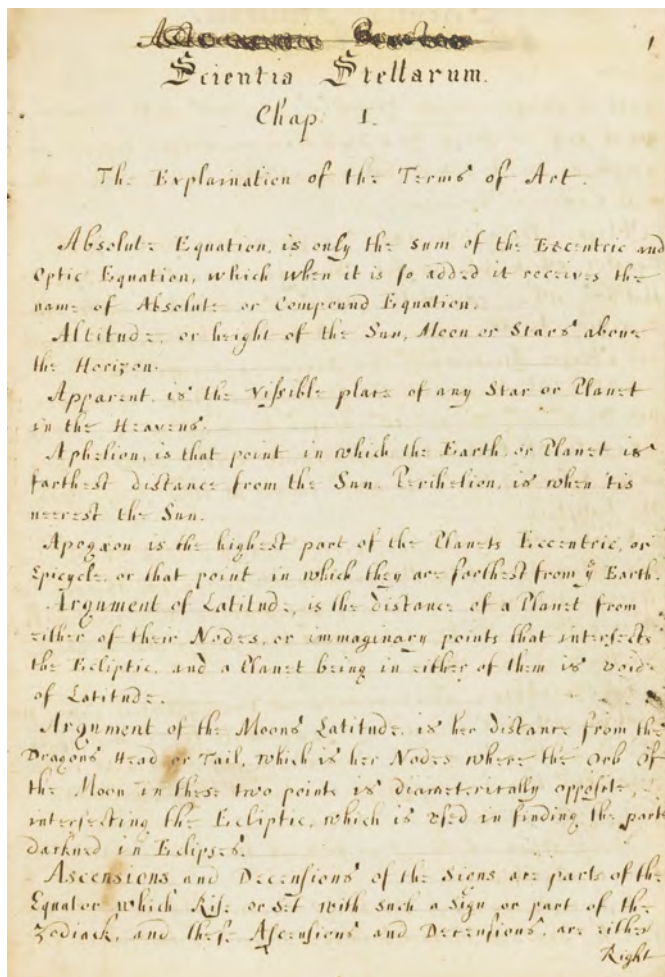 1
Scientia Stellarum.
Chap I.
The Explaination of the Terms of Art.
Absolute Equation, is only the sum of the Eccentric and
Optic Equation, which when it is so added it receives the
name of Absolute or Compound Equation.
Altitude, or height of the Sun, Moon or Stars above
the Horizon.
Apparent, is the Vissible place of any Star or Planet
in the Heavens.
Aphelion, is that point in which the Earth, or Planet is
farthest distance from the Sun. Perihelion, is when 'tis
nerest the Sun.
Apogæon is the highest part of the Planets Eccentric, or
Epicycle, or that point in which they are farthest from ye Earth.
Argument of Latitude, is the distance of a Planet from
either of their Nodes, or immaginary points that intersects
the Ecliptic, and a Planet being in either of them is voide
of Latitude.
Argument of the Moons Latitude, is her distance from the
Dragons Head or Tail, which is her Nodes where the Orb of
the Moon in these two points is diametrically opposite,
intersecting the Ecliptic, which is used in finding the parts
darkned in Eclipses.
Ascensions and Decensions of the Signs are parts of the
Equator which Rise or Set with such a Sign or part of the
Zodiack, and these Ascensions and Decensions, are either
Right